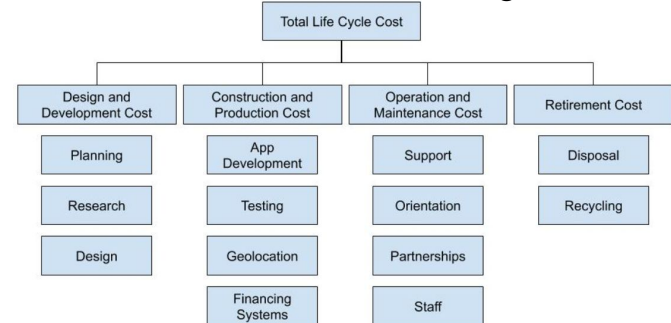 Total Life Cycle Cost
Design and
Development Cost
Construction and
Production Cost
Operation and
Maintenance Cost
Retirement Cost
Planning
App
Development
Support
Disposal
Research
Testing
Orientation
Recycling
Design
Geolocation
Partnerships
Financing
Systems
Staff